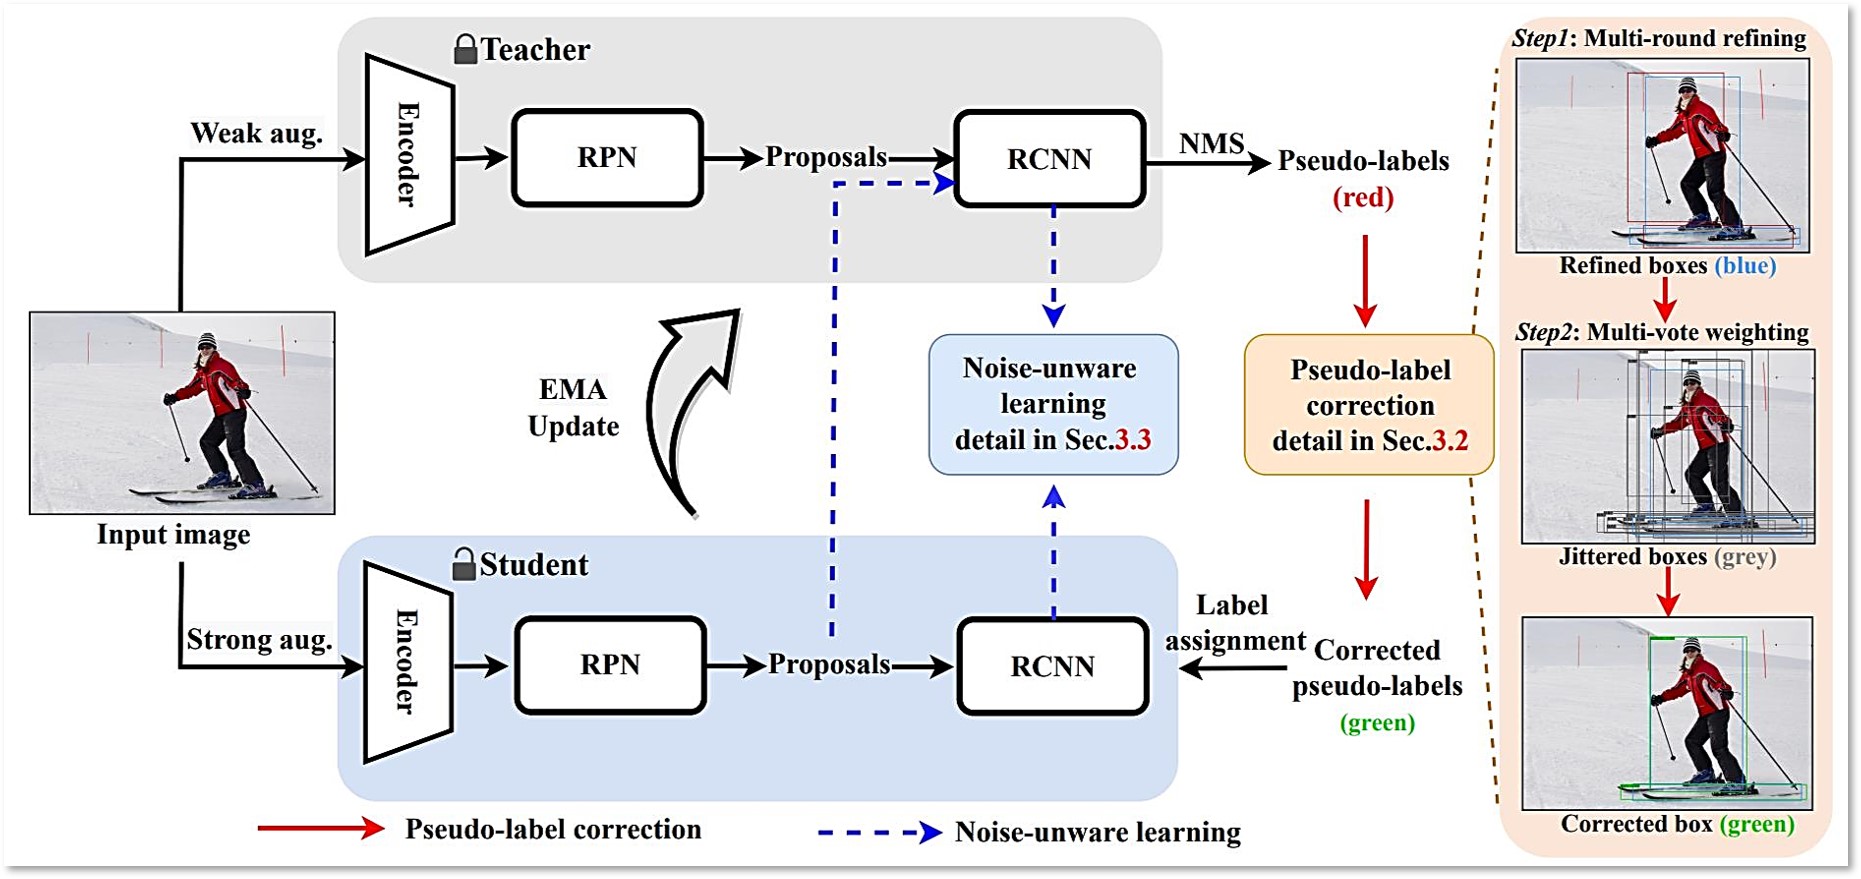 Teacher
Weak aug.
Encoder
RPN
Proposals
RCNN
NMS
Pseudo-labels
(red)
Input image
EMA
Update
Noise-unware
learning
detail in Sec.3.3
Pseudo-label
correction
detail in Sec.3.2
Student
Strong aug.
Encoder
RPN
Proposals
RCNN
Label
assignment
Corrected
pseudo-labels
(green)
Pseudo-label correction
Noise-unware learning
Step1: Multi-round refining
Refined boxes (blue)
Step2: Multi-vote weighting
Jittered boxes (grey)
Corrected box (green)